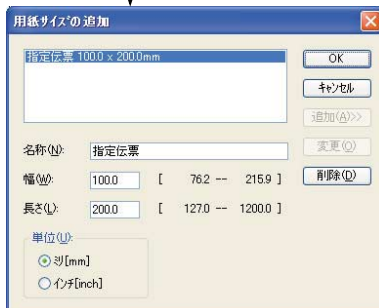 用紙サイズの追加
指定伝票 100.0 x 200.0mm
OK
キャンセル
追加(A)>>
変更(O)
削除(D)
名称(N): 指定伝票
幅(W): 100.0 [ 76.2 -- 215.9 ]
長さ(L): 200.0 [ 127.0 -- 1200.0 ]
単位(U):
ミリ[mm]
インチ[inch]